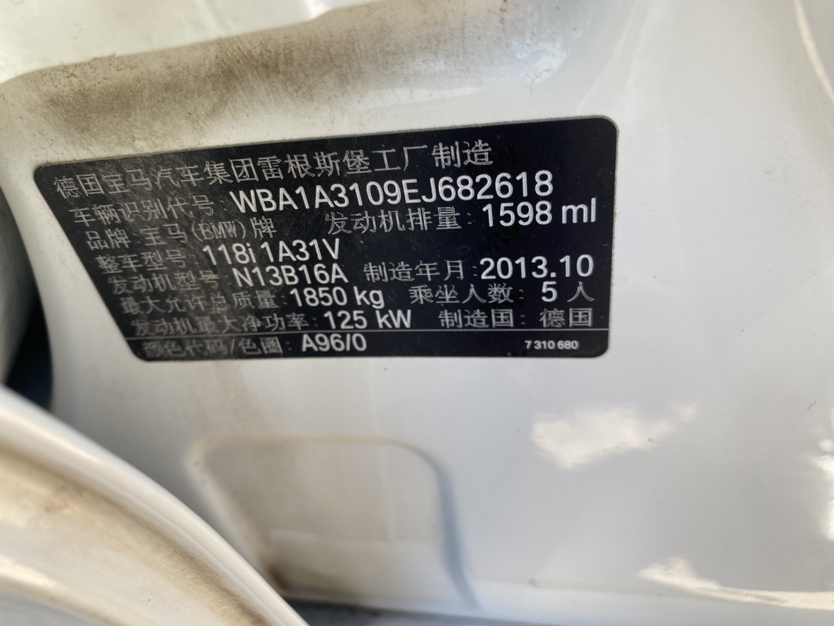 德国宝马汽车集团雷根斯堡工厂制造
车辆识别代号 WBA1A3109EJ682618
品牌: 宝马(BMW)牌 发动机排量: 1598 ml
整车型号 118i 1A31V
发动机型号 N13B16A 制造年月: 2013.10
最大允许总质量: 1850 kg 乘坐人数: 5 人
发动机最大净功率: 125 kW 制造国: 德国
颜色代码/色圈: A96/0 7 310 680